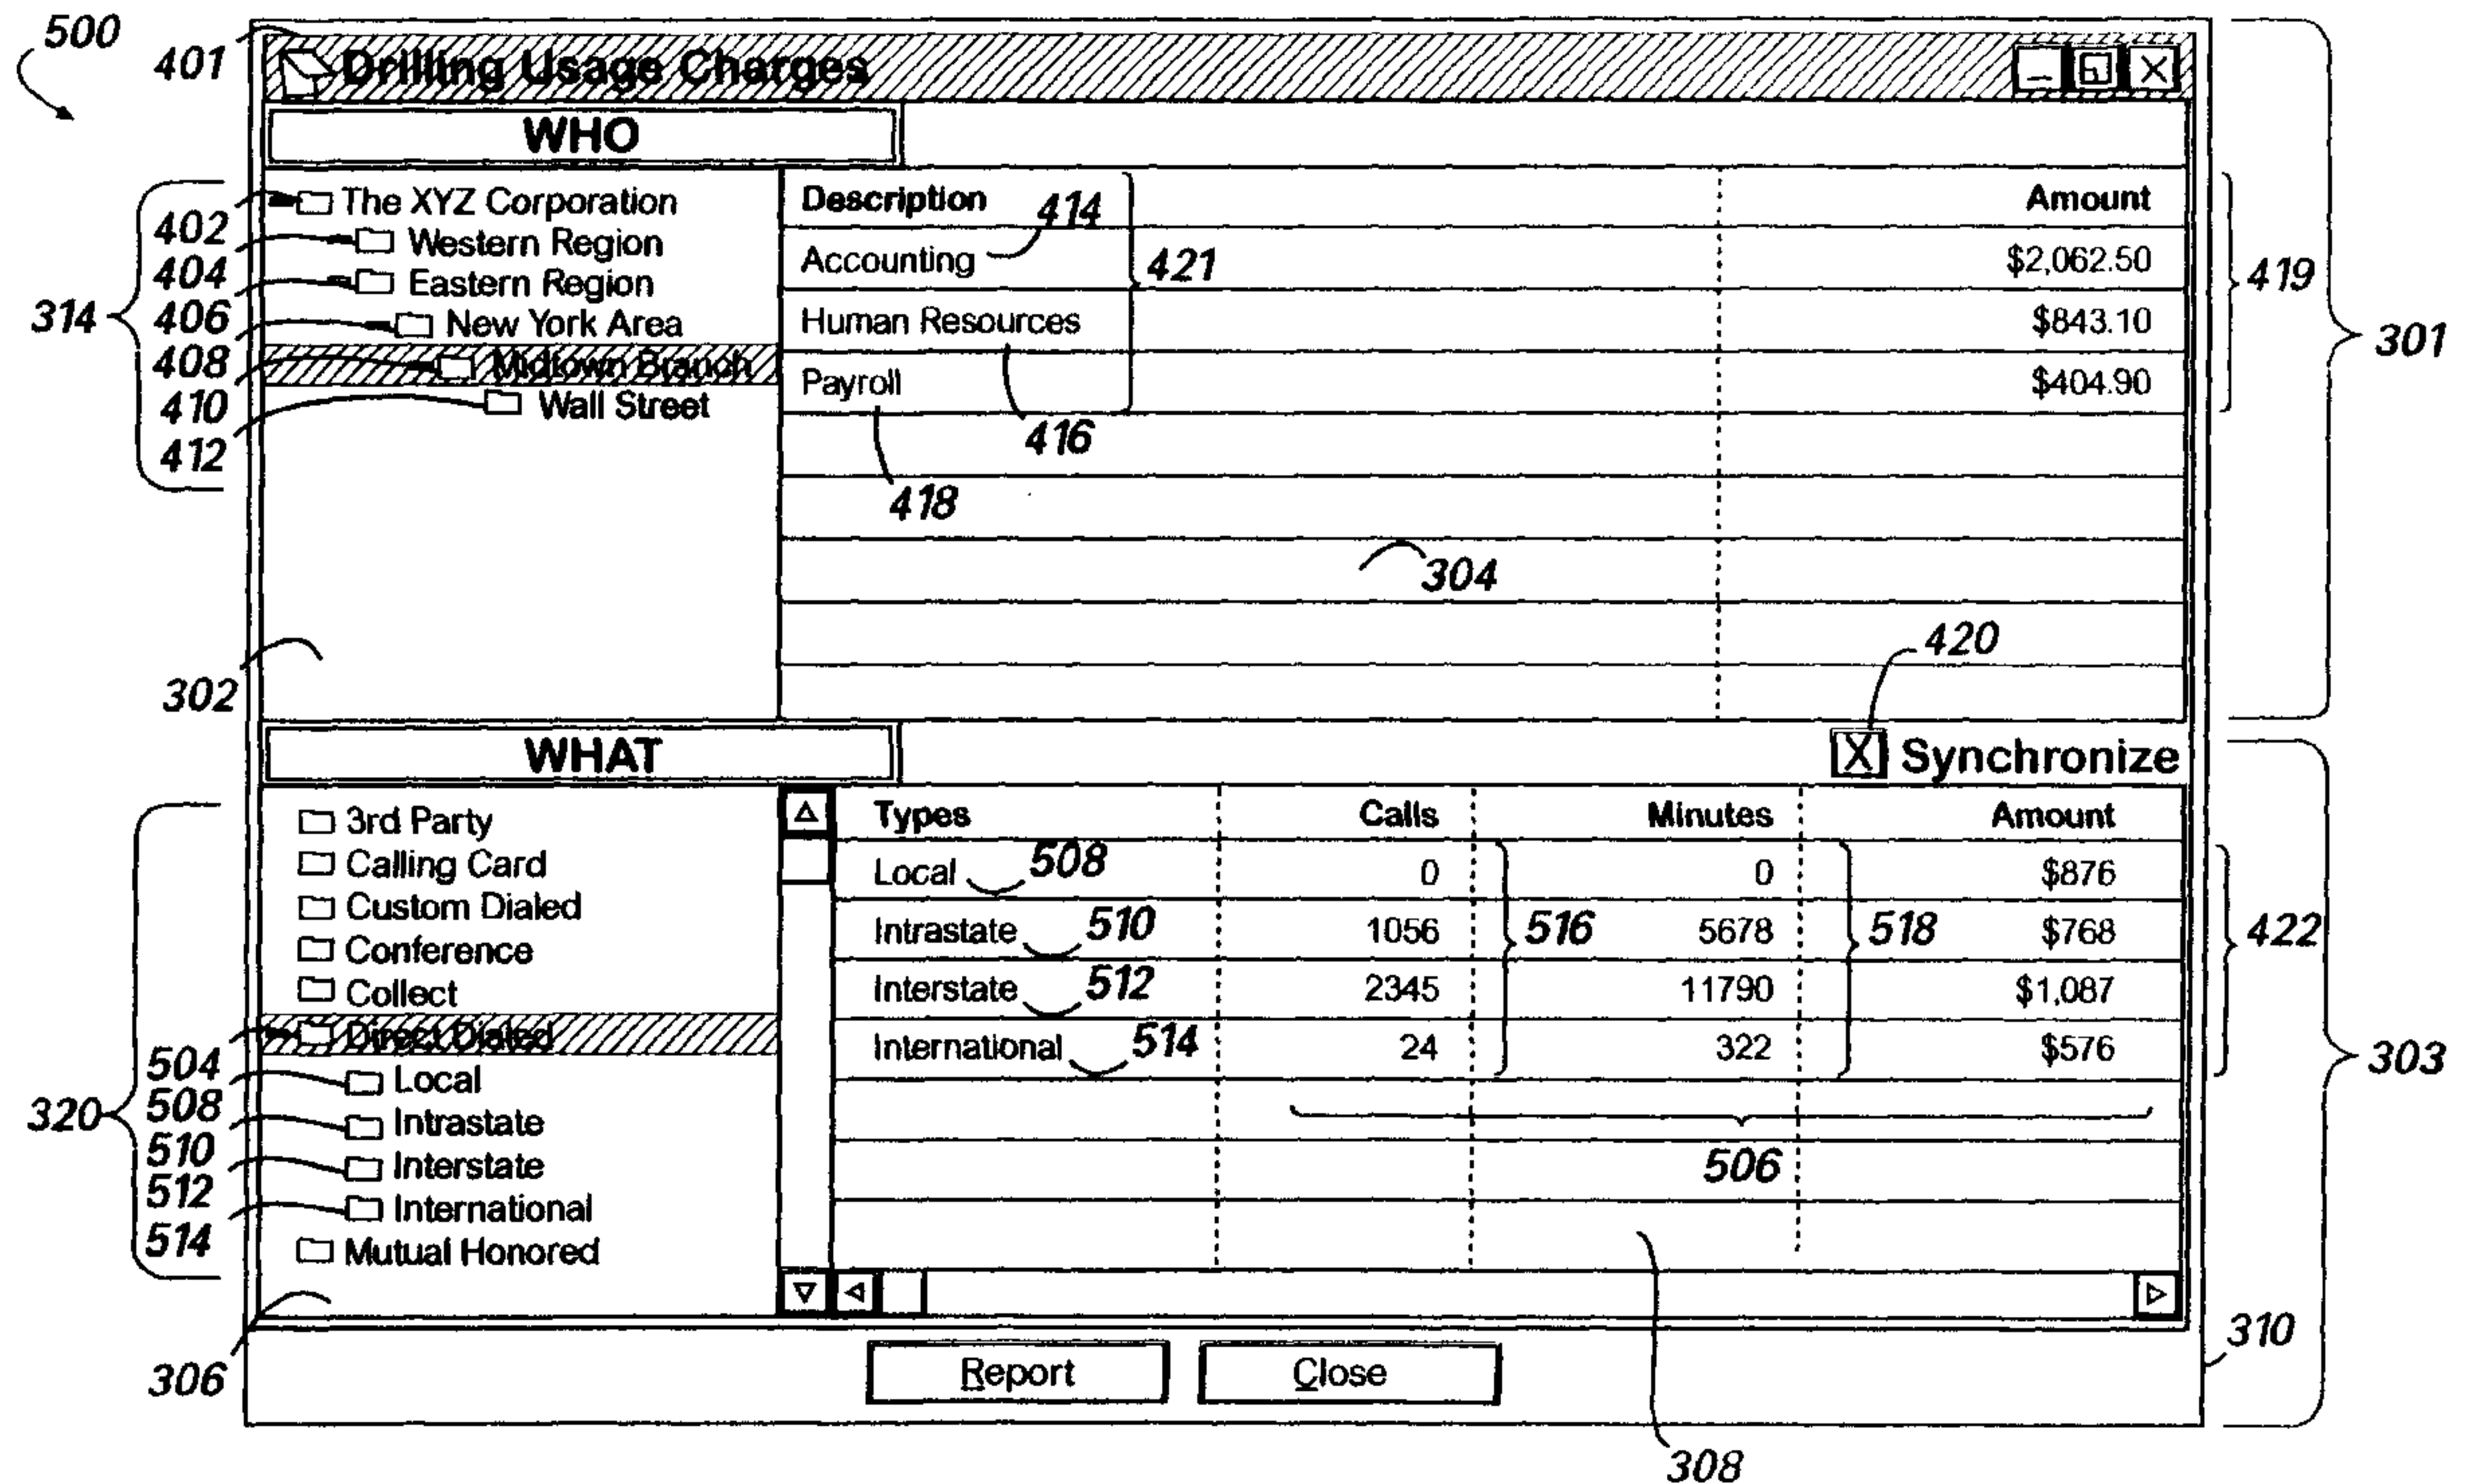 500
401 Drilling Usage Charges
WHO
The XYZ Corporation Description 414 Amount
402 Western Region Accounting 421 $2,062.50 419
404 Eastern Region
314 406 New York Area Human Resources $843.10 301
408 Midtown Branch Payroll $404.90
410 Wall Street
412 416
418
304
420
302
WHAT X Synchronize
3rd Party Types Calls Minutes Amount
Calling Card Local 508 0 0 $876
Custom Dialed Intrastate 510 1056 516 5678 518 $768 422
Conference
Collect Interstate 512 2345 11790 $1,087
Direct Dialed International 514 24 322 $576 303
504 Local
320 508 Intrastate
510 Interstate 506
512 International
514 Mutual Honored
310
306 Report Close
308